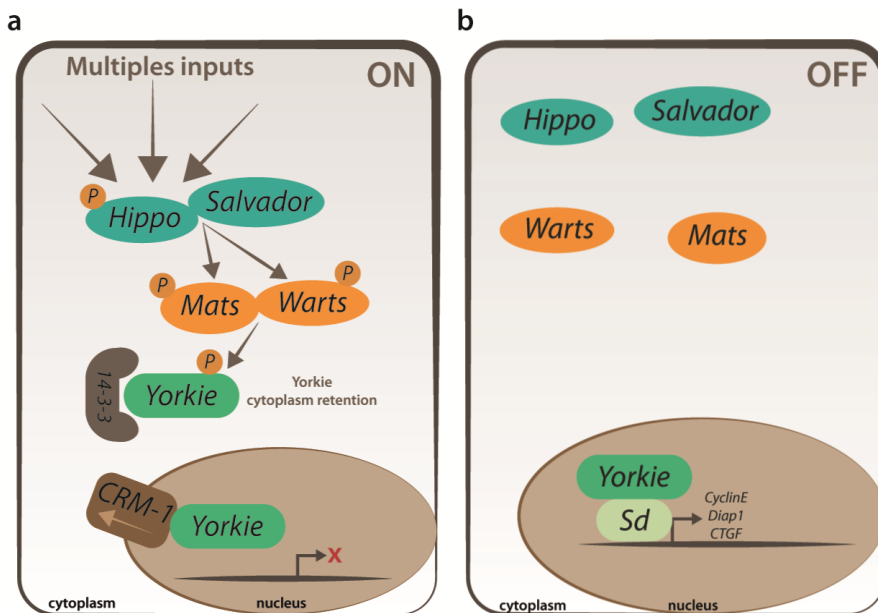 a
Multiples inputs
ON
P
Hippo
Salvador
P
Mats
Warts
P
P
14-3-3
Yorkie
Yorkie
cytoplasm retention
CRM-1
Yorkie
X
cytoplasm
nucleus
b
OFF
Hippo
Salvador
Warts
Mats
Yorkie
Sd
CyclinE
Diap1
CTGF
cytoplasm
nucleus